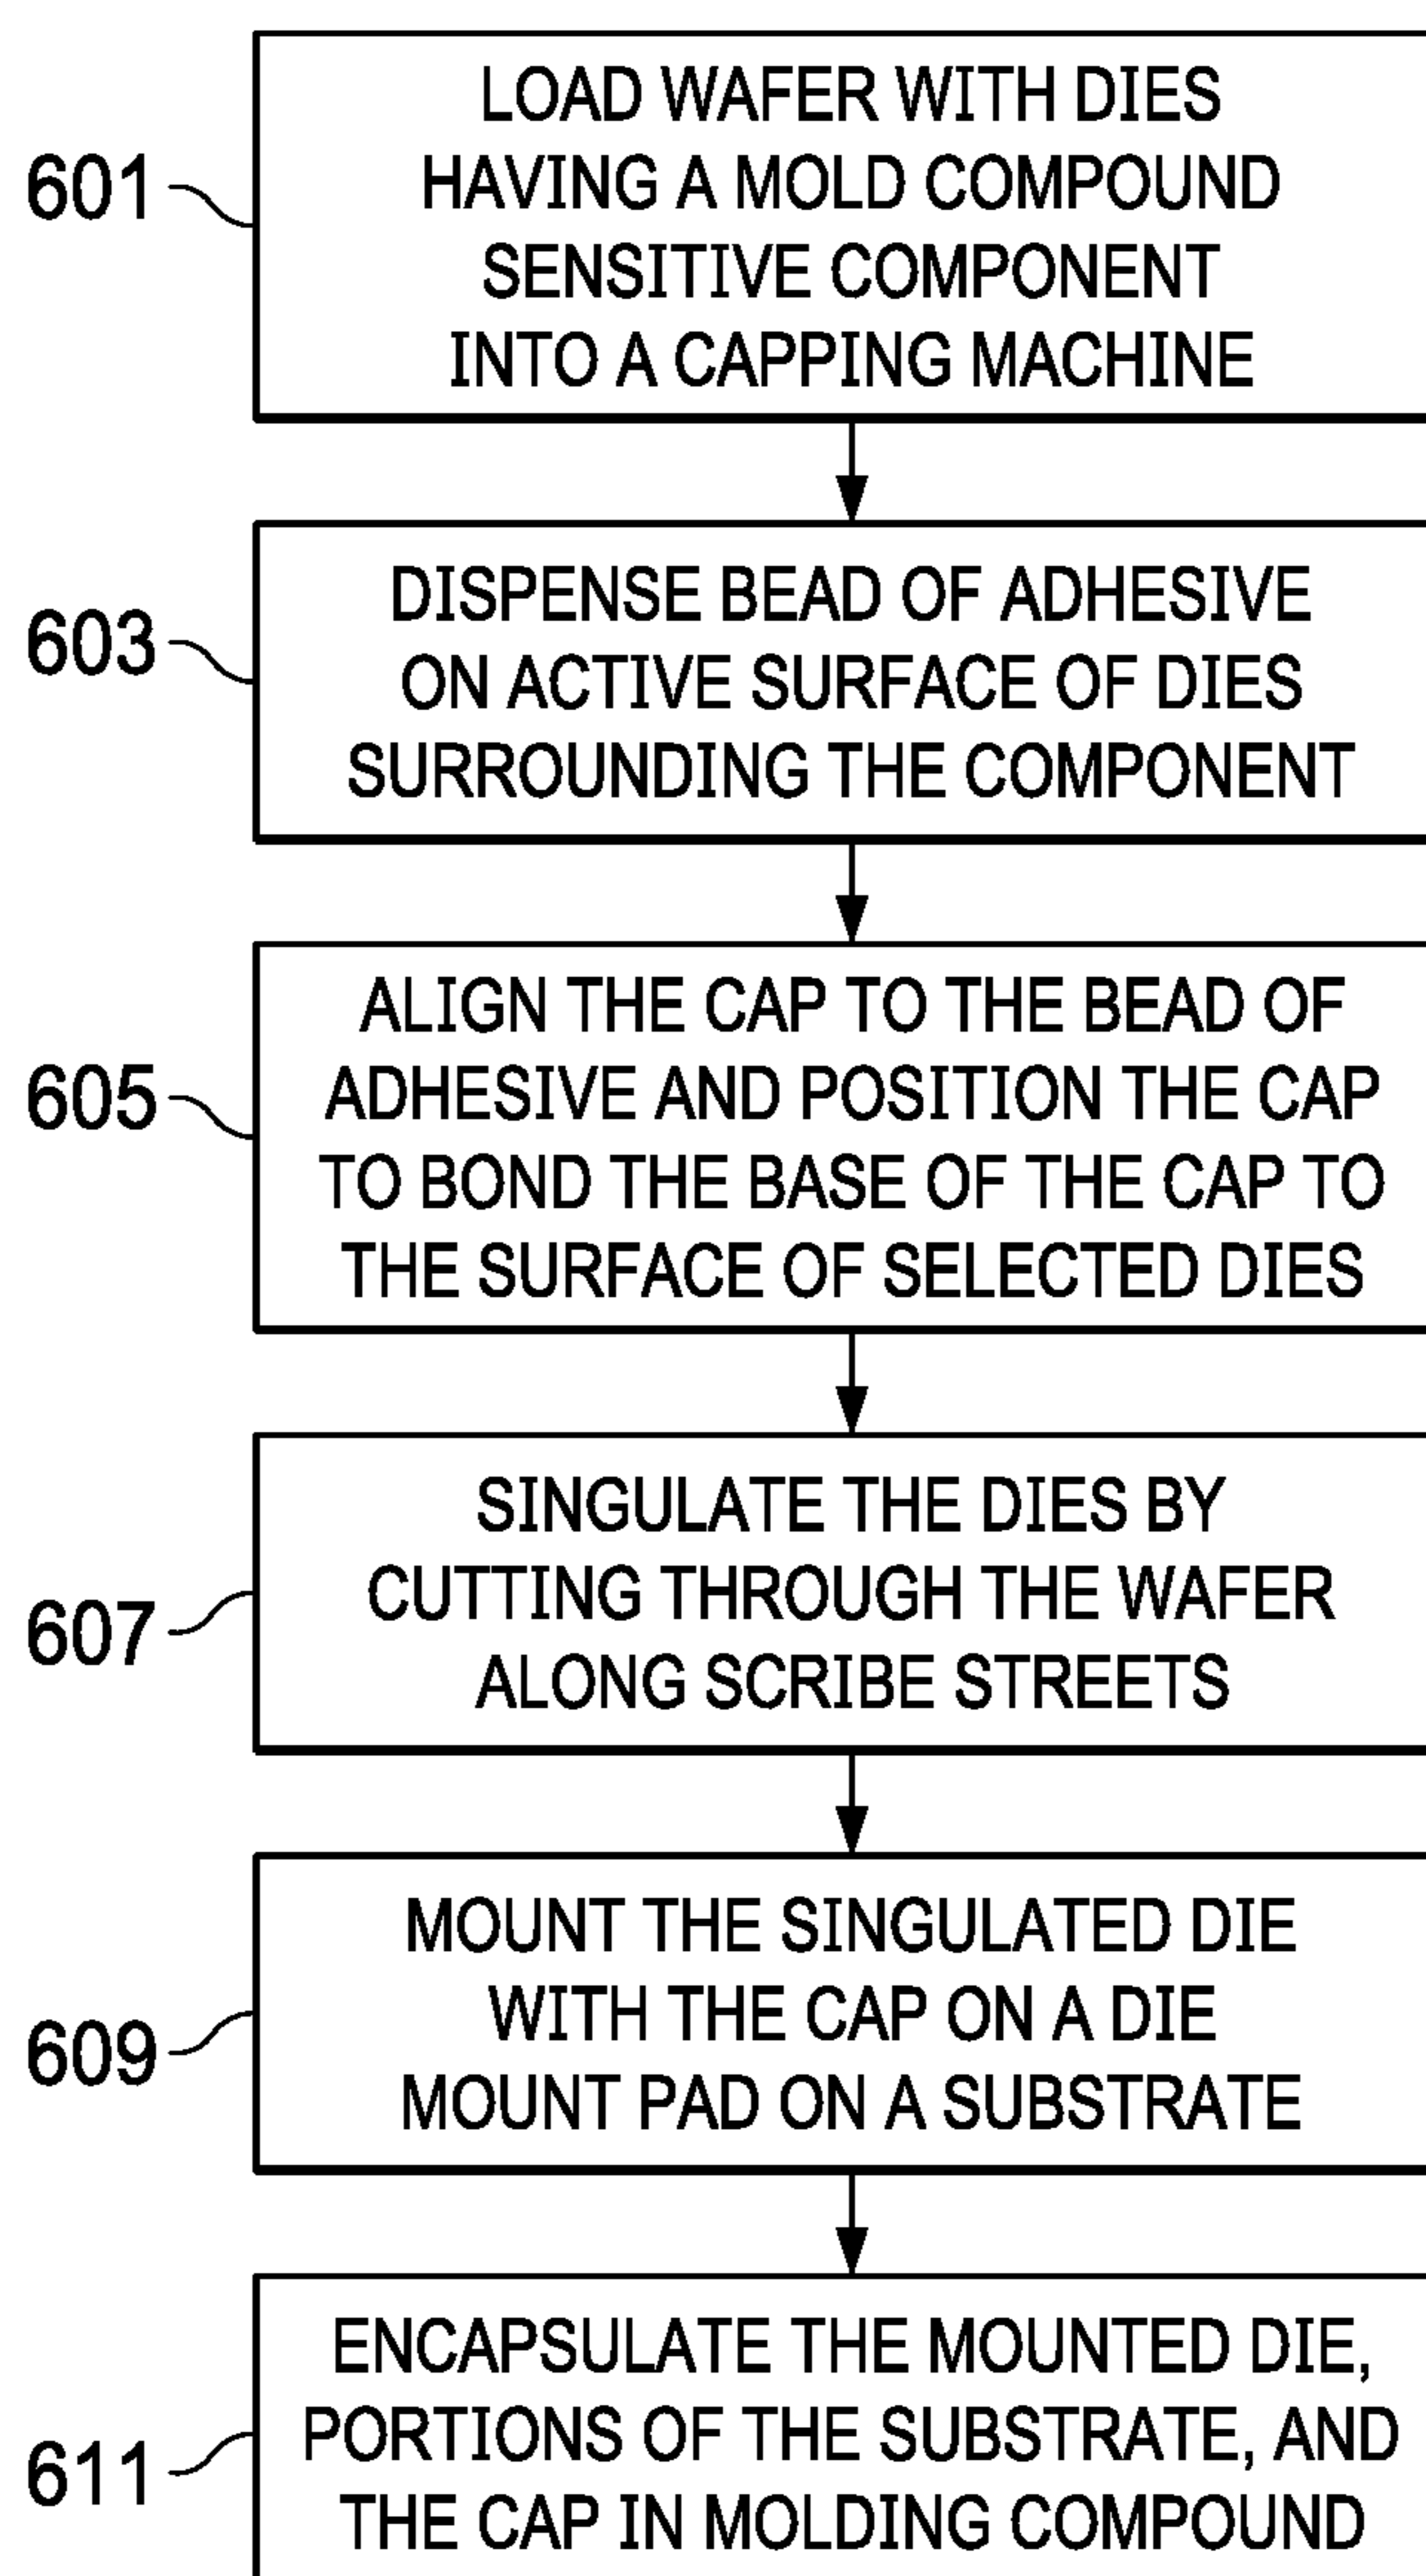 601
LOAD WAFER WITH DIES
HAVING A MOLD COMPOUND
SENSITIVE COMPONENT
INTO A CAPPING MACHINE
603
DISPENSE BEAD OF ADHESIVE
ON ACTIVE SURFACE OF DIES
SURROUNDING THE COMPONENT
605
ALIGN THE CAP TO THE BEAD OF
ADHESIVE AND POSITION THE CAP
TO BOND THE BASE OF THE CAP TO
THE SURFACE OF SELECTED DIES
607
SINGULATE THE DIES BY
CUTTING THROUGH THE WAFER
ALONG SCRIBE STREETS
609
MOUNT THE SINGULATED DIE
WITH THE CAP ON A DIE
MOUNT PAD ON A SUBSTRATE
611
ENCAPSULATE THE MOUNTED DIE,
PORTIONS OF THE SUBSTRATE, AND
THE CAP IN MOLDING COMPOUND